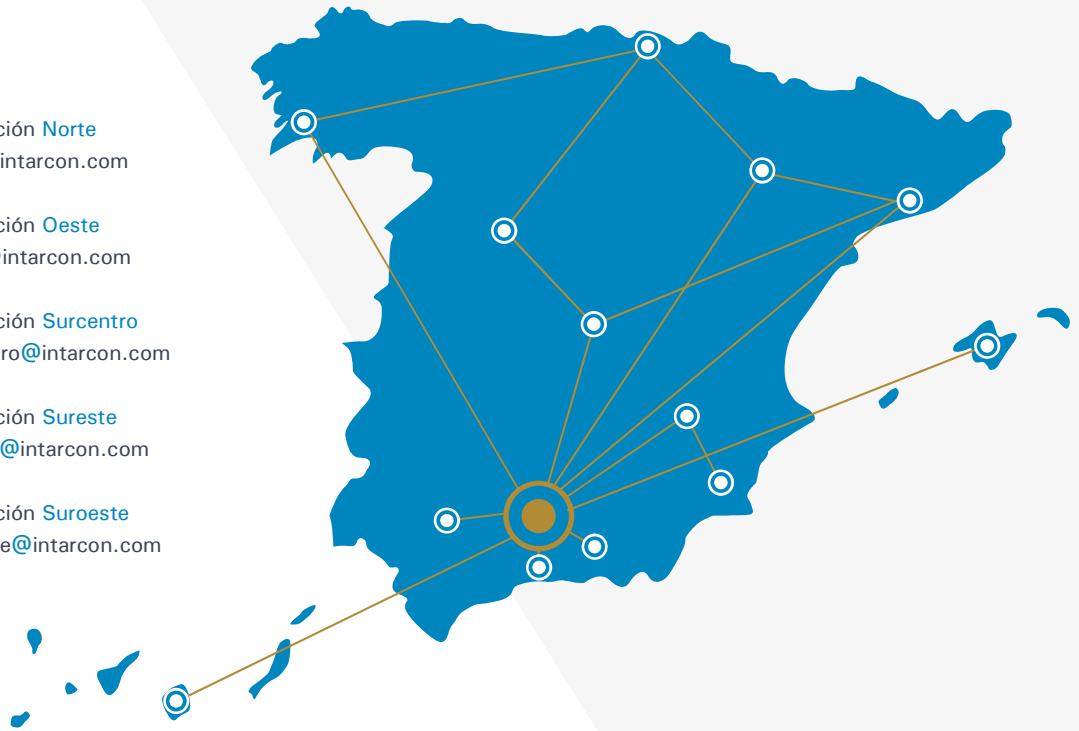 ción Norte
intarcon.com
ción Oeste
@intarcon.com
ción Surcentro
ro@intarcon.com
ción Sureste
@intarcon.com
ción Suroeste
e@intarcon.com